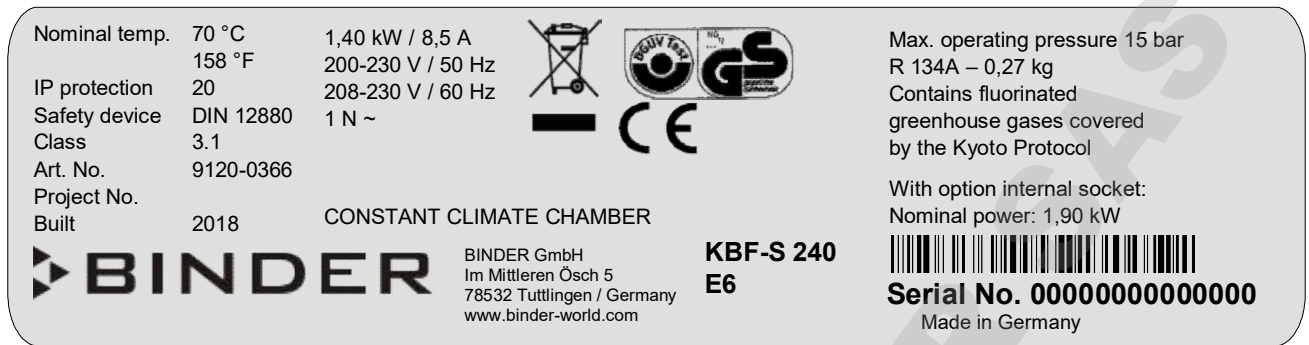 Nominal temp. 70 °C
158 °F
IP protection 20
Safety device DIN 12880
Class 3.1
Art. No. 9120-0366
Project No.
Built 2018
1,40 kW / 8,5 A
200-230 V / 50 Hz
208-230 V / 60 Hz
1 N ~
DGUV Test
GS
CE
Max. operating pressure 15 bar
R 134A – 0,27 kg
Contains fluorinated
greenhouse gases covered
by the Kyoto Protocol
With option internal socket:
Nominal power: 1,90 kW
CONSTANT CLIMATE CHAMBER
BINDER
BINDER GmbH
Im Mittleren Ösch 5
78532 Tuttlingen / Germany
www.binder-world.com
KBF-S 240
E6
Serial No. 00000000000000
Made in Germany